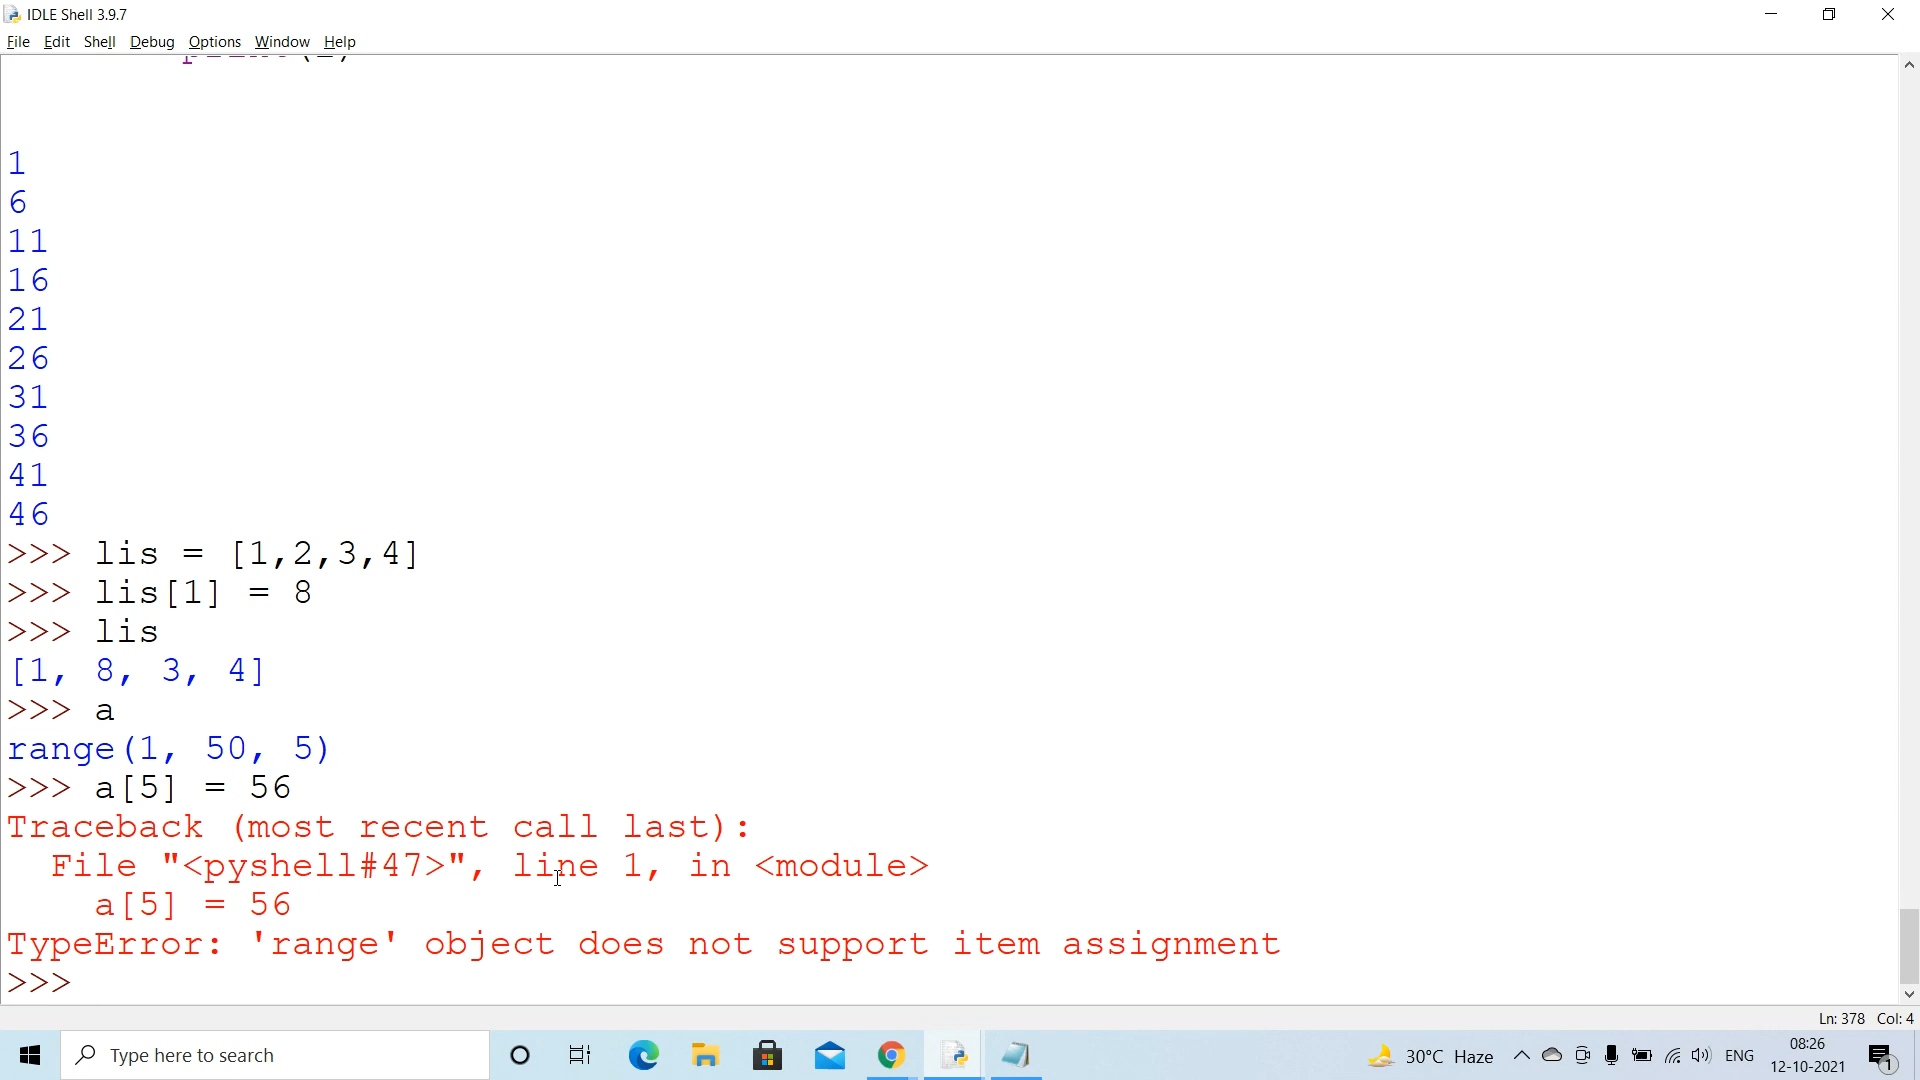 IDLE Shell 3.9.7
File Edit Shell Debug Options Window Help
1
6
11
16
21
26
31
36
41
46
>>> lis = [1,2,3,4]
>>> lis[1] = 8
>>> lis
[1, 8, 3, 4]
>>> a
range(1, 50, 5)
>>> a[5] = 56
Traceback (most recent call last):
  File "<pyshell#47>", line 1, in <module>
    a[5] = 56
TypeError: 'range' object does not support item assignment
>>>
Ln: 378 Col: 4
Type here to search
30°C Haze
ENG
08:26
12-10-2021
1